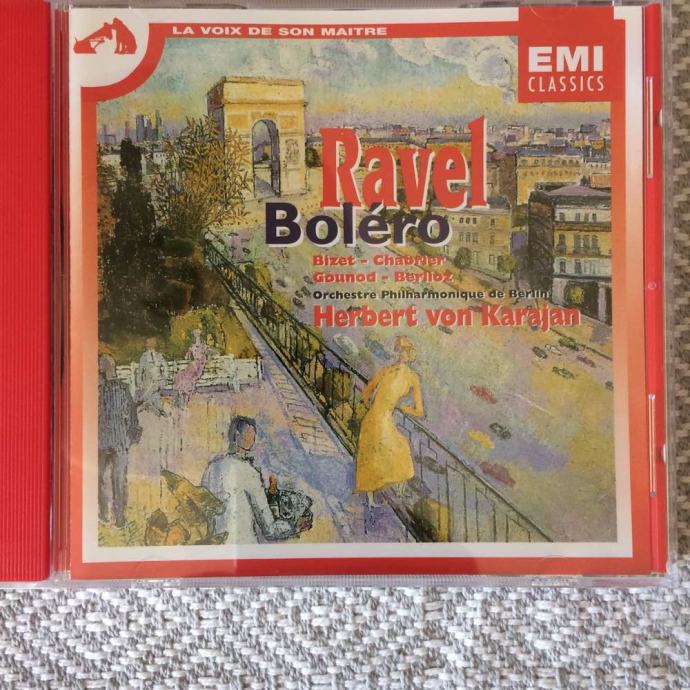 LA VOIX DE SON MAITRE
EMI
CLASSICS
Ravel
Boléro
Bizet - Chabrier
Gounod - Berlioz
Orchestre Philharmonique de Berlin
Herbert von Karajan